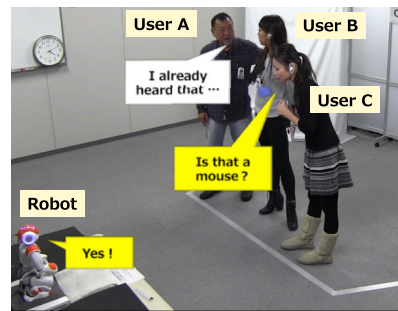 User A
User B
I already
heard that …
User C
Is that a
mouse?
Robot
Yes !